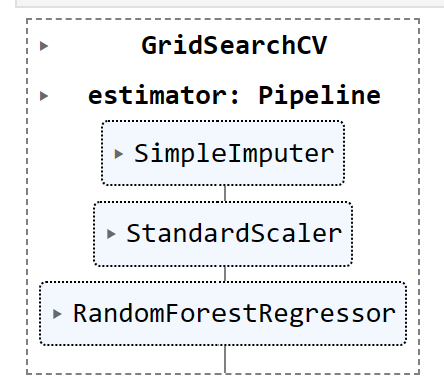 GridSearchCV
estimator: Pipeline
SimpleImputer
StandardScaler
RandomForestRegressor